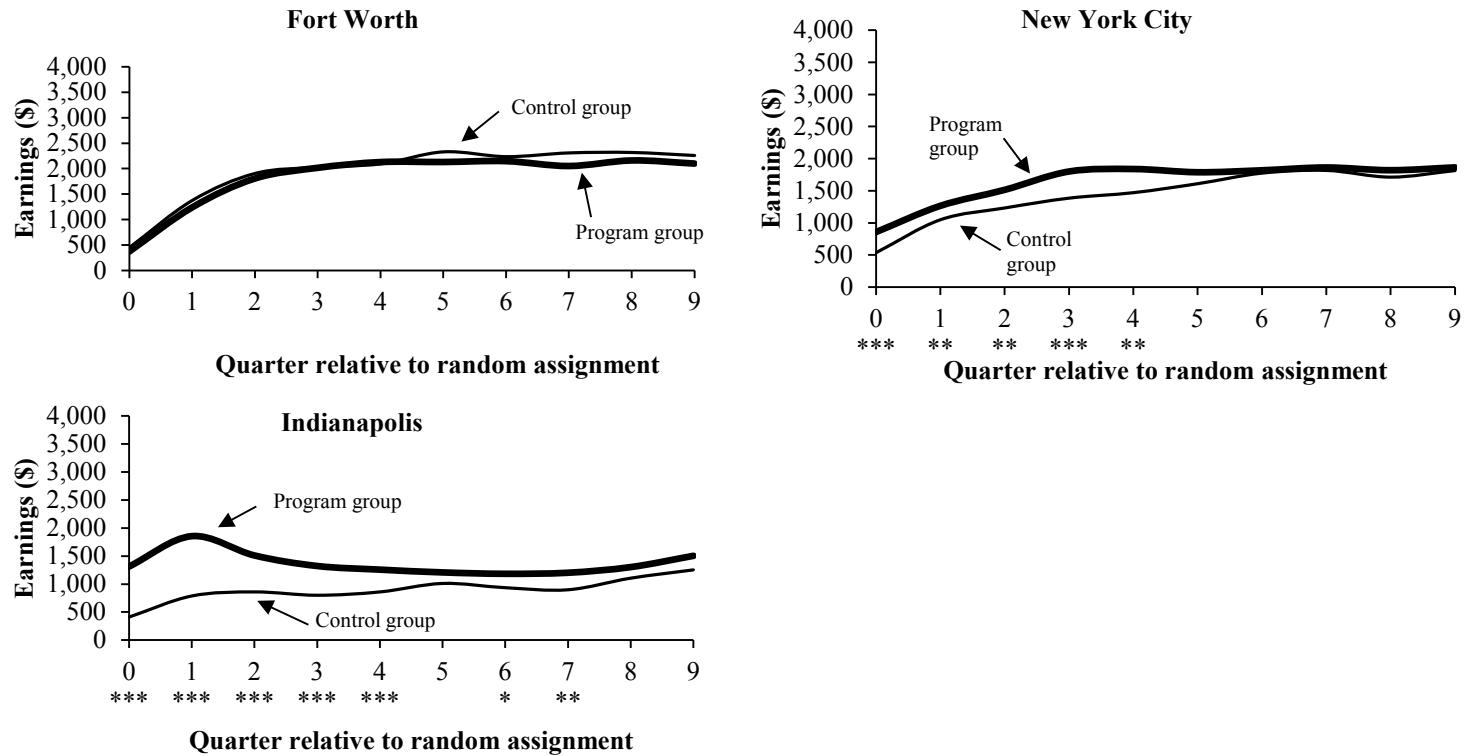 Fort Worth
Earnings ($)
4,000
3,500
3,000
2,500
2,000
1,500
1,000
500
0
Control group
Program group
0 1 2 3 4 5 6 7 8 9
Quarter relative to random assignment
New York City
Earnings ($)
4,000
3,500
3,000
2,500
2,000
1,500
1,000
500
0
Program
group
Control
group
0 1 2 3 4 5 6 7 8 9
*** ** ** *** **
Quarter relative to random assignment
Indianapolis
Earnings ($)
4,000
3,500
3,000
2,500
2,000
1,500
1,000
500
0
Program group
Control group
0 1 2 3 4 5 6 7 8 9
*** *** *** *** *** * **
Quarter relative to random assignment